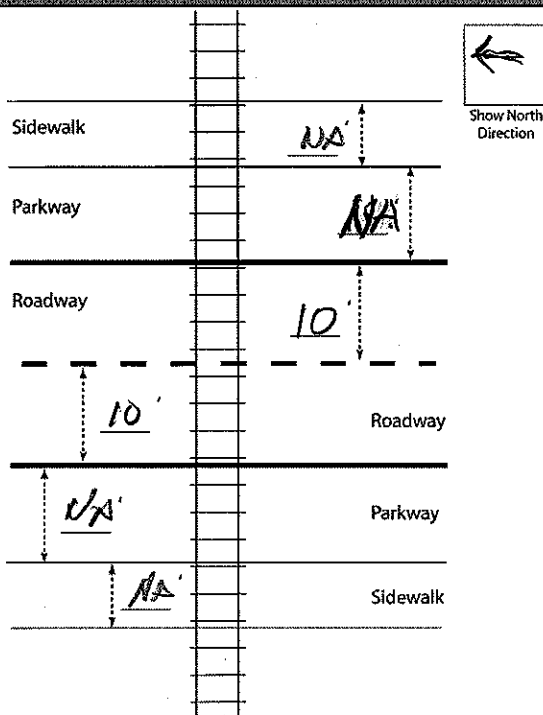 Show North
Direction
Sidewalk
NA'
Parkway
NA'
Roadway
10'
10'
Roadway
NA'
Parkway
NA'
Sidewalk